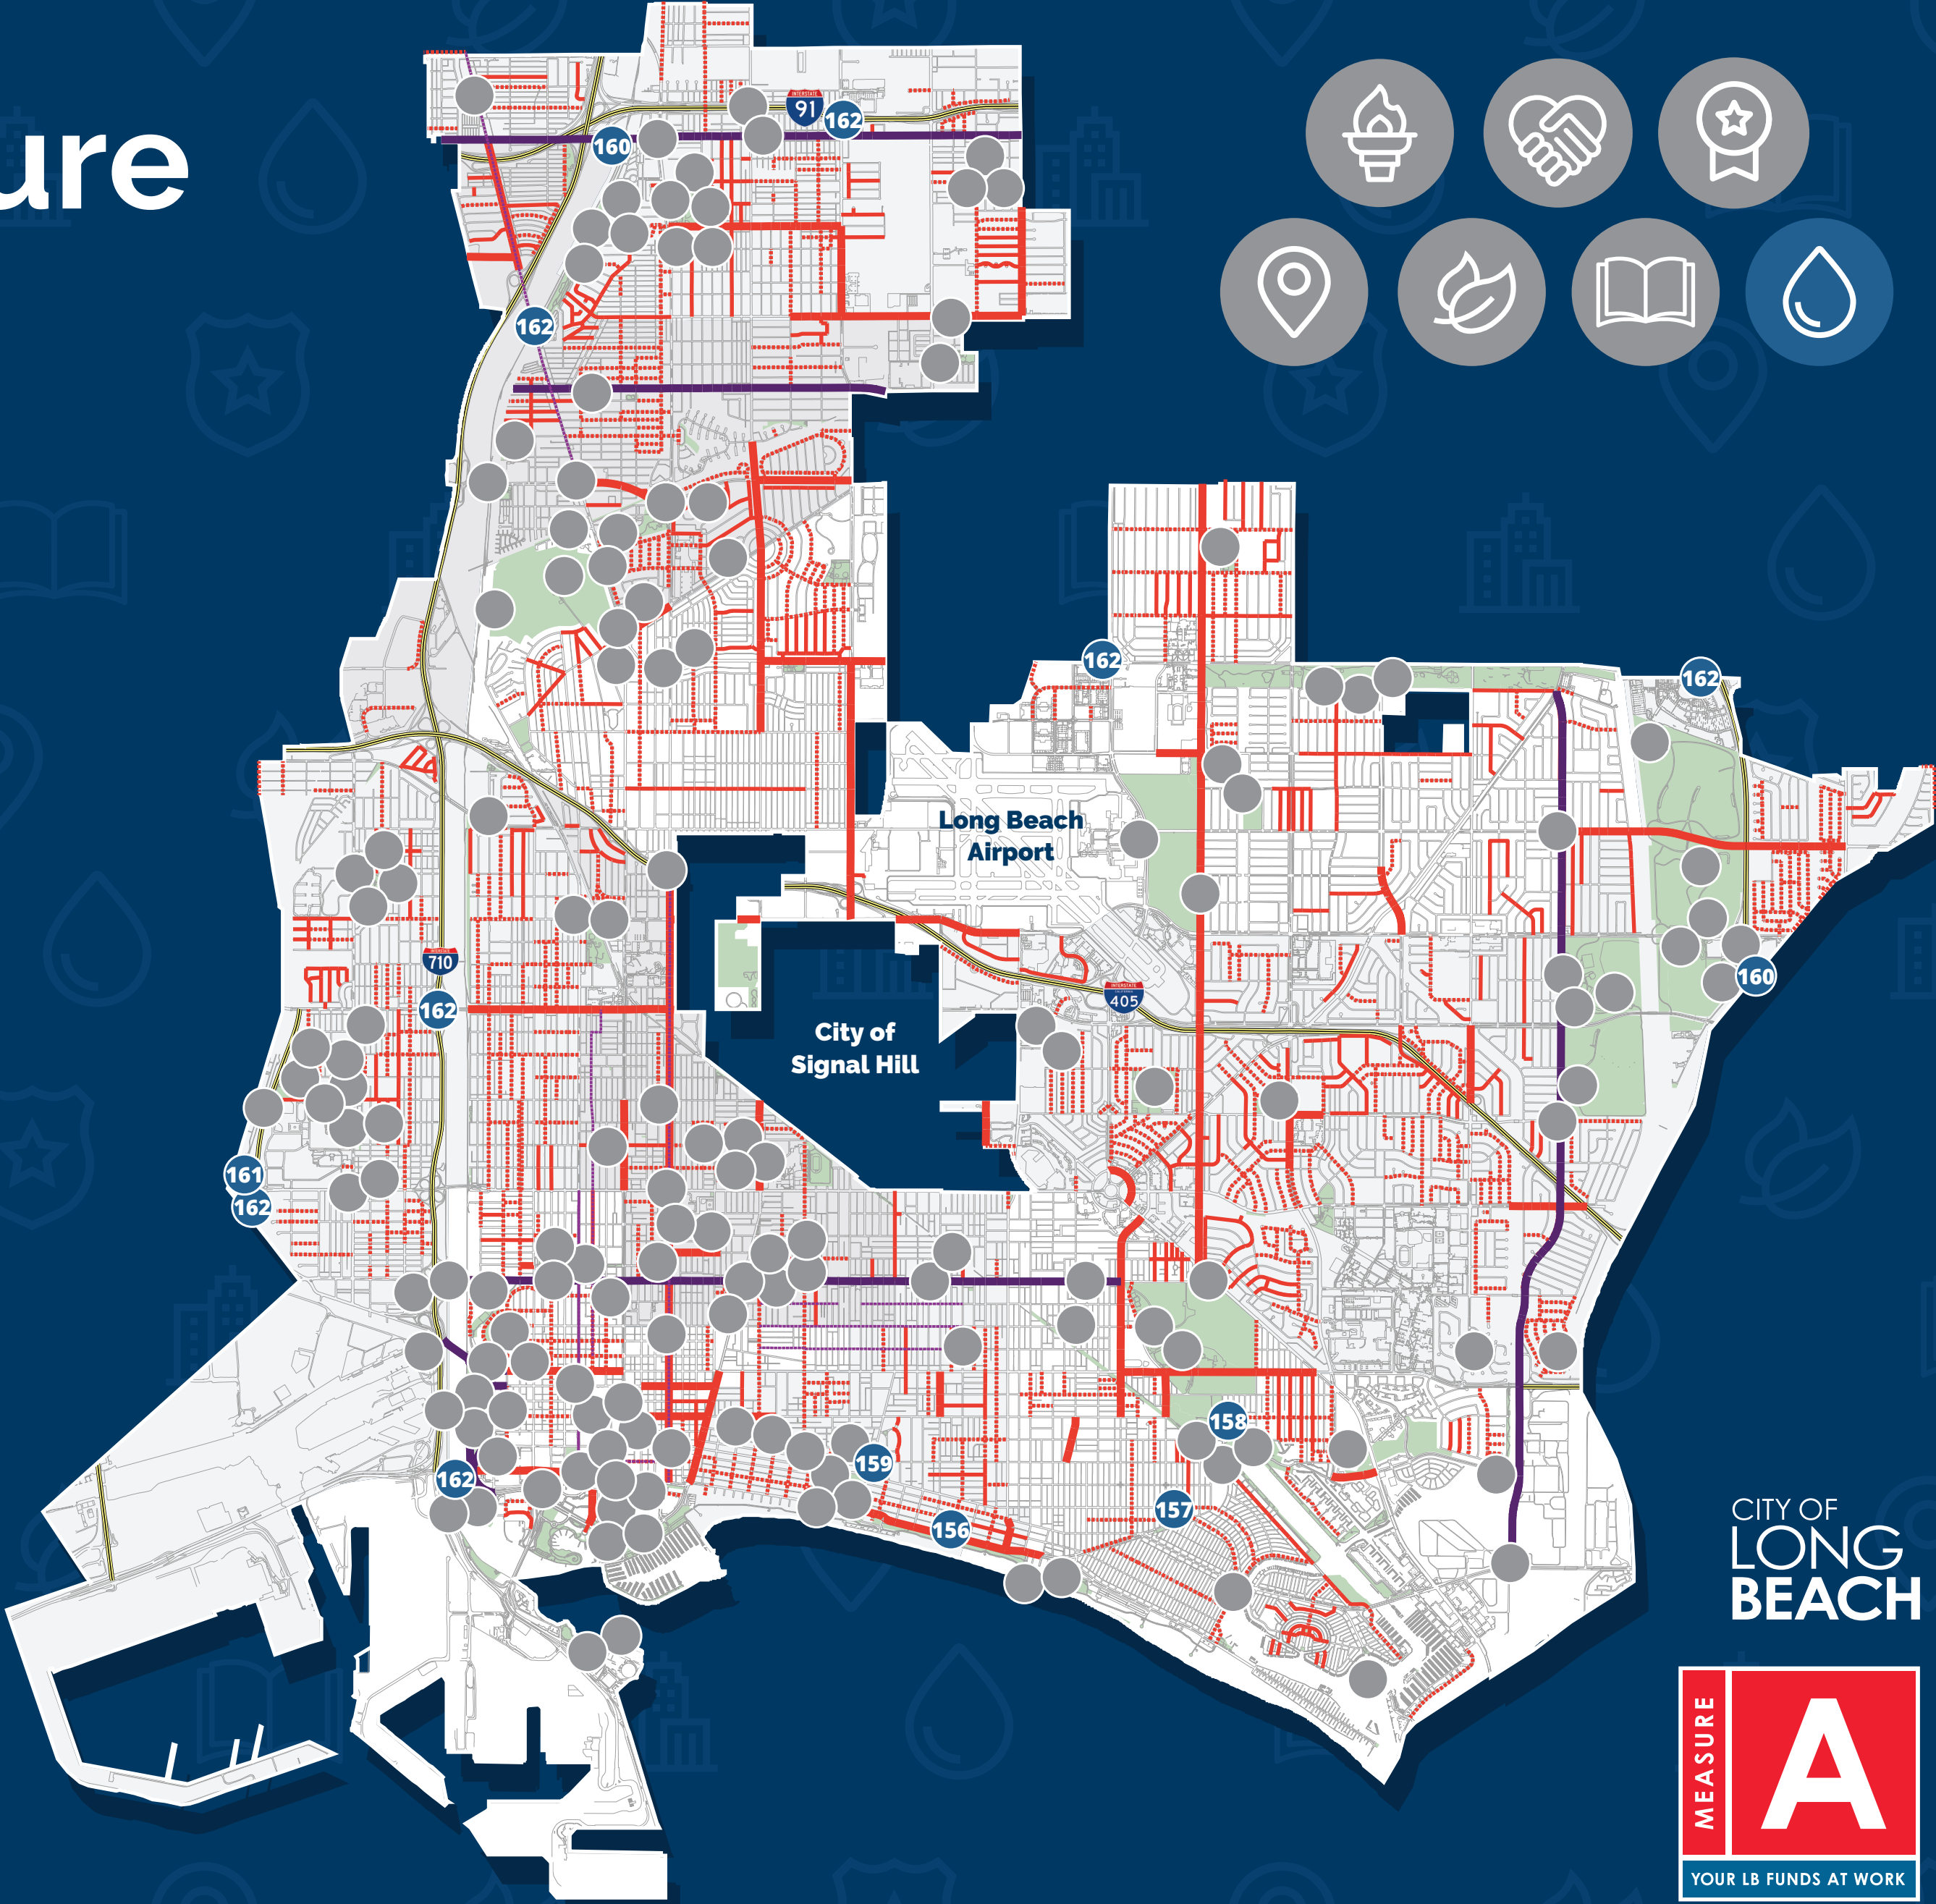 ure
INTERSTATE
91
162
160
162
162
162
Long Beach
Airport
710
162
160
INTERSTATE
CALIFORNIA
405
City of
Signal Hill
161
162
158
159
162
157
156
CITY OF
LONG
BEACH
MEASURE
A
YOUR LB FUNDS AT WORK